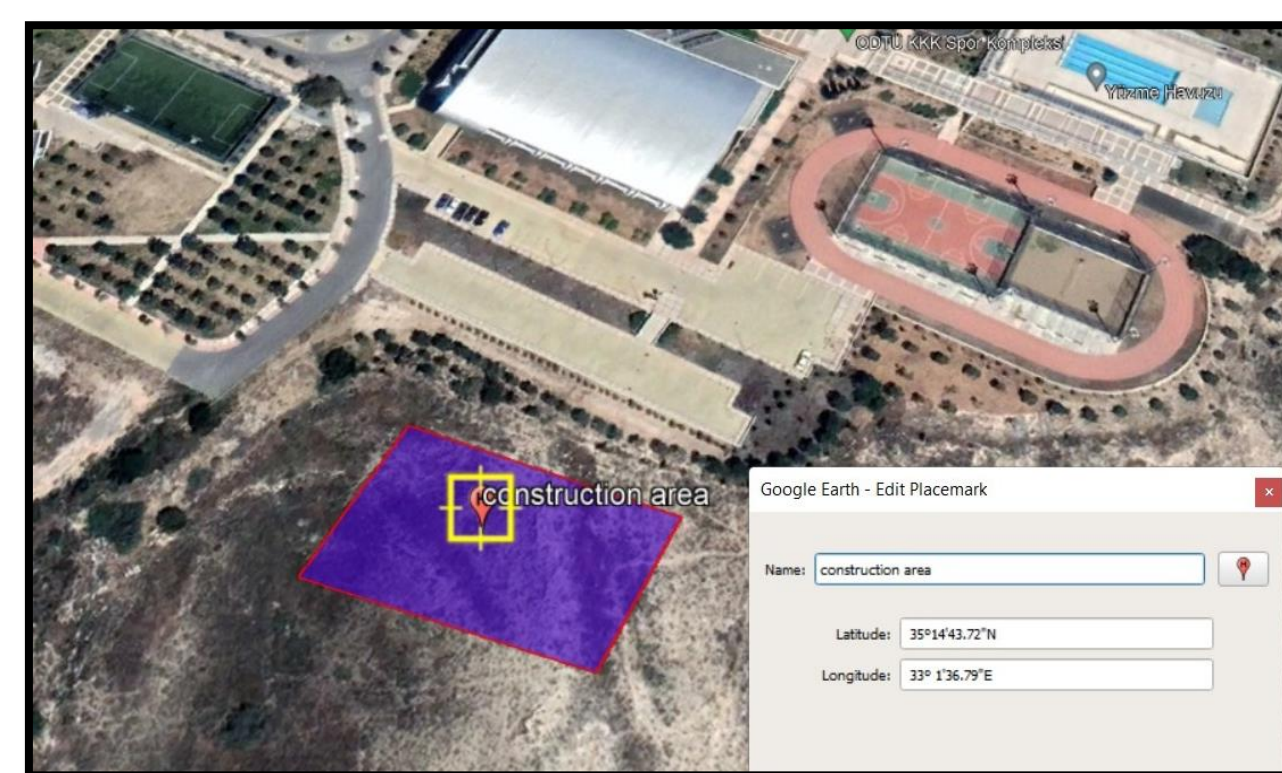 ODTÜ KKK Spor Kompleksi
Yüzme Havuzu
construction area
Google Earth - Edit Placemark
Name: construction area
Latitude: 35°14'43.72"N
Longitude: 33° 1'36.79"E